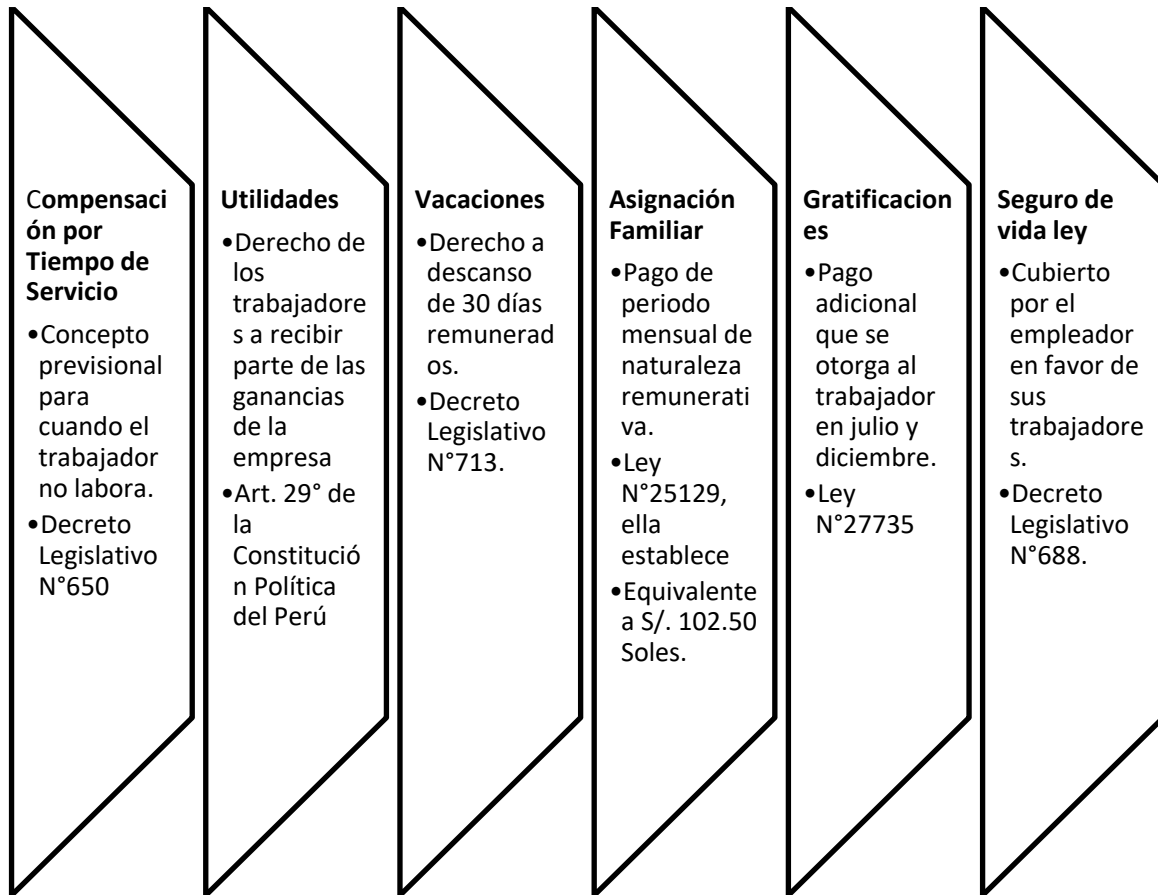 Compensaci
ón por
Tiempo de
Servicio
•Concepto
previsional
para
cuando el
trabajador
no labora.
•Decreto
Legislativo
N°650
Utilidades
•Derecho de
los
trabajadore
s a recibir
parte de las
ganancias
de la
empresa
•Art. 29° de
la
Constitució
n Política
del Perú
Vacaciones
•Derecho a
descanso
de 30 días
remunerad
os.
•Decreto
Legislativo
N°713.
Asignación
Familiar
•Pago de
periodo
mensual de
naturaleza
remunerati
va.
•Ley
N°25129,
ella
establece
•Equivalente
a S/. 102.50
Soles.
Gratificacion
es
•Pago
adicional
que se
otorga al
trabajador
en julio y
diciembre.
•Ley
N°27735
Seguro de
vida ley
•Cubierto
por el
empleador
en favor de
sus
trabajadore
s.
•Decreto
Legislativo
N°688.